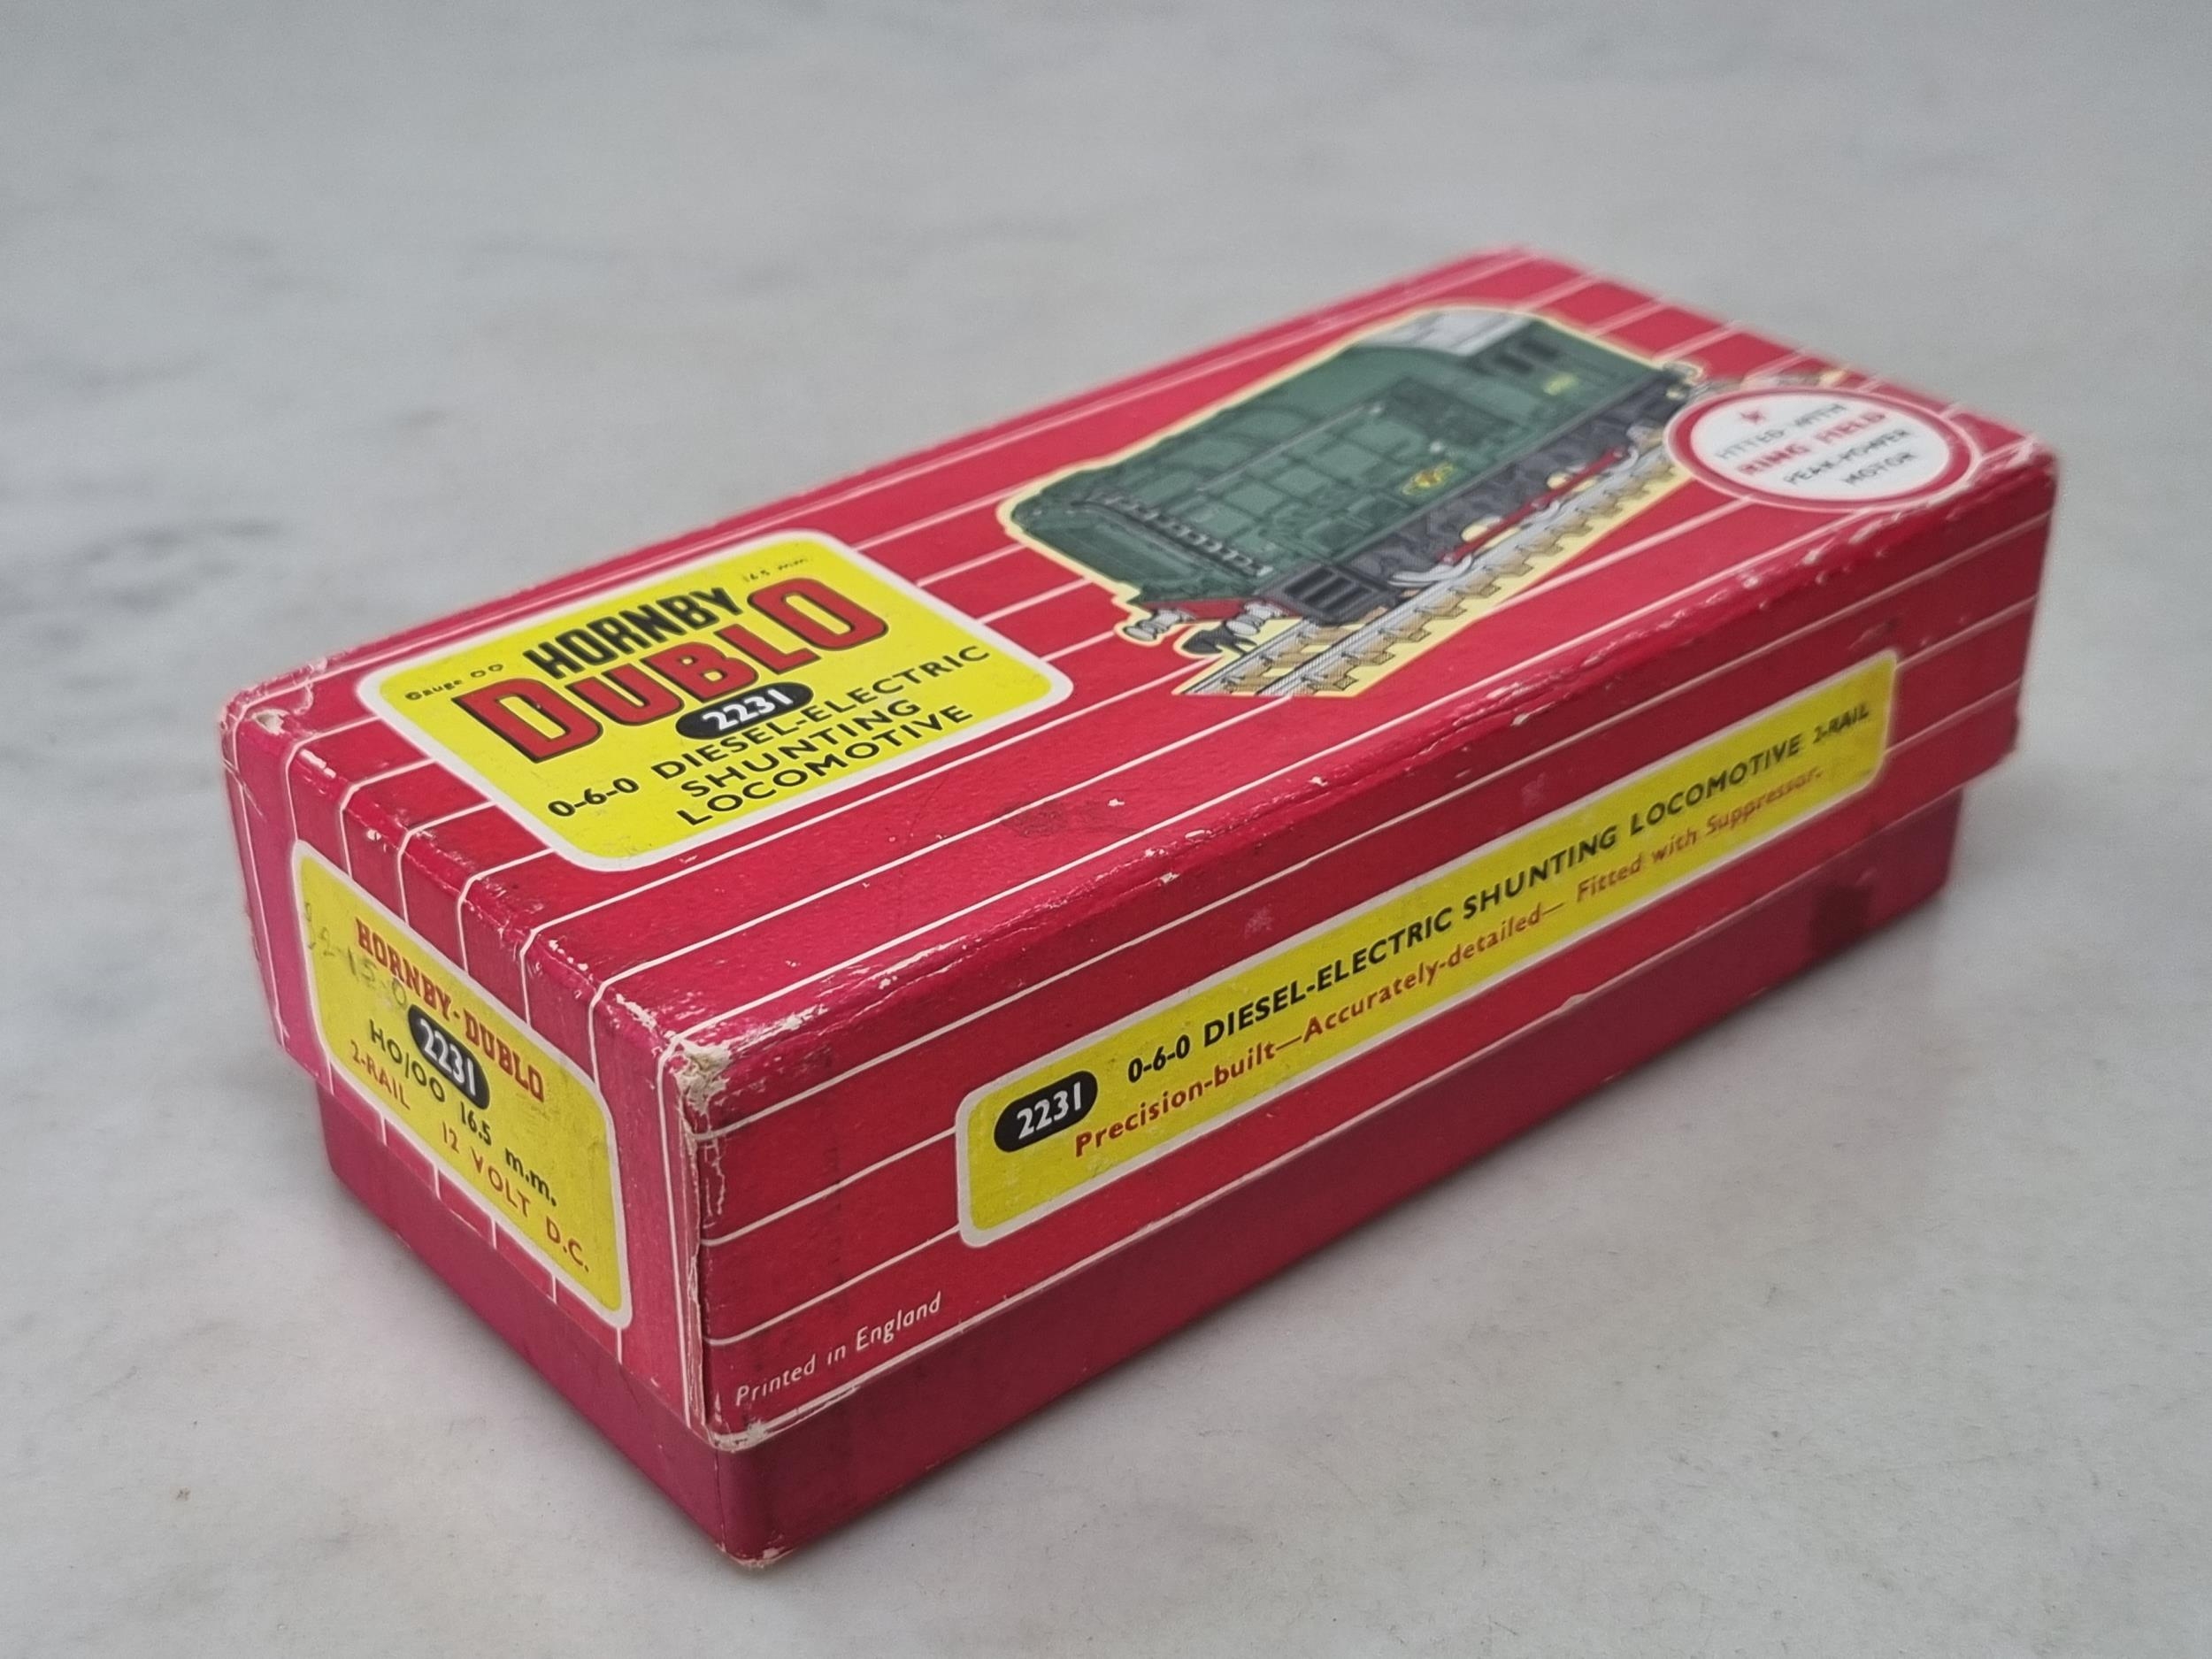 Gauge OO 16.5 mm
HORNBY
DUBLO
2231
0-6-0 DIESEL-ELECTRIC
SHUNTING
LOCOMOTIVE
FITTED WITH
RING FIELD
PEAK-POWER
MOTOR
HORNBY-DUBLO
2231
HO/OO 16.5 m.m.
2-RAIL 12 VOLT D.C.
2231 0-6-0 DIESEL-ELECTRIC SHUNTING LOCOMOTIVE 2-RAIL
Precision-built—Accurately-detailed—Fitted with Suppressor.
Printed in England